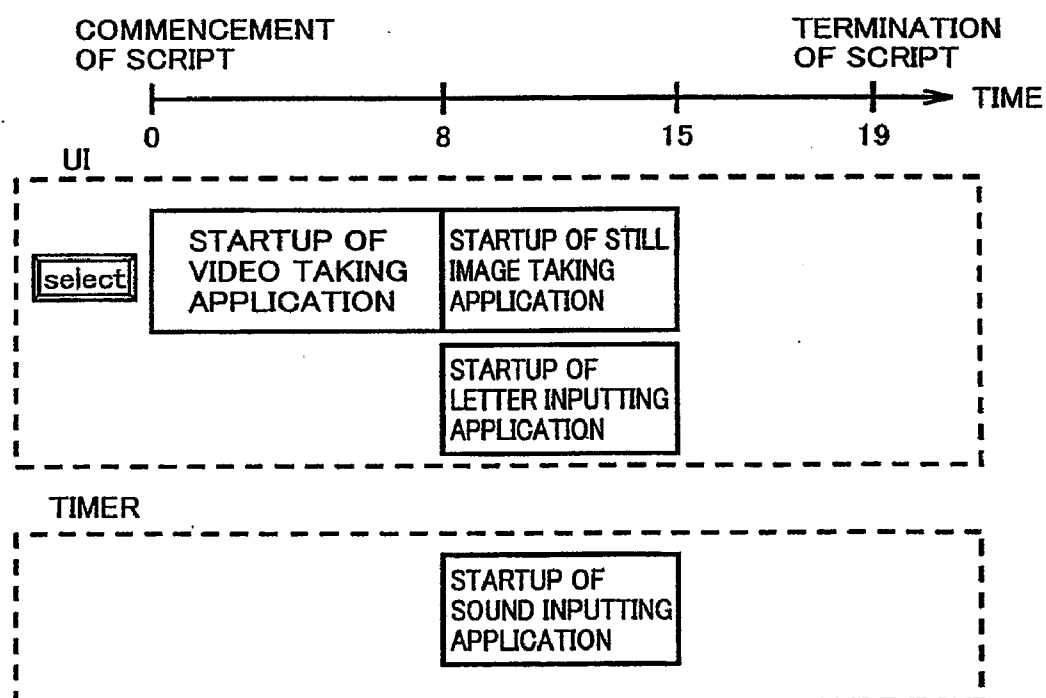 COMMENCEMENT
OF SCRIPT
TERMINATION
OF SCRIPT
TIME
0
8
15
19
UI
select
STARTUP OF
VIDEO TAKING
APPLICATION
STARTUP OF STILL
IMAGE TAKING
APPLICATION
STARTUP OF
LETTER INPUTTING
APPLICATION
TIMER
STARTUP OF
SOUND INPUTTING
APPLICATION